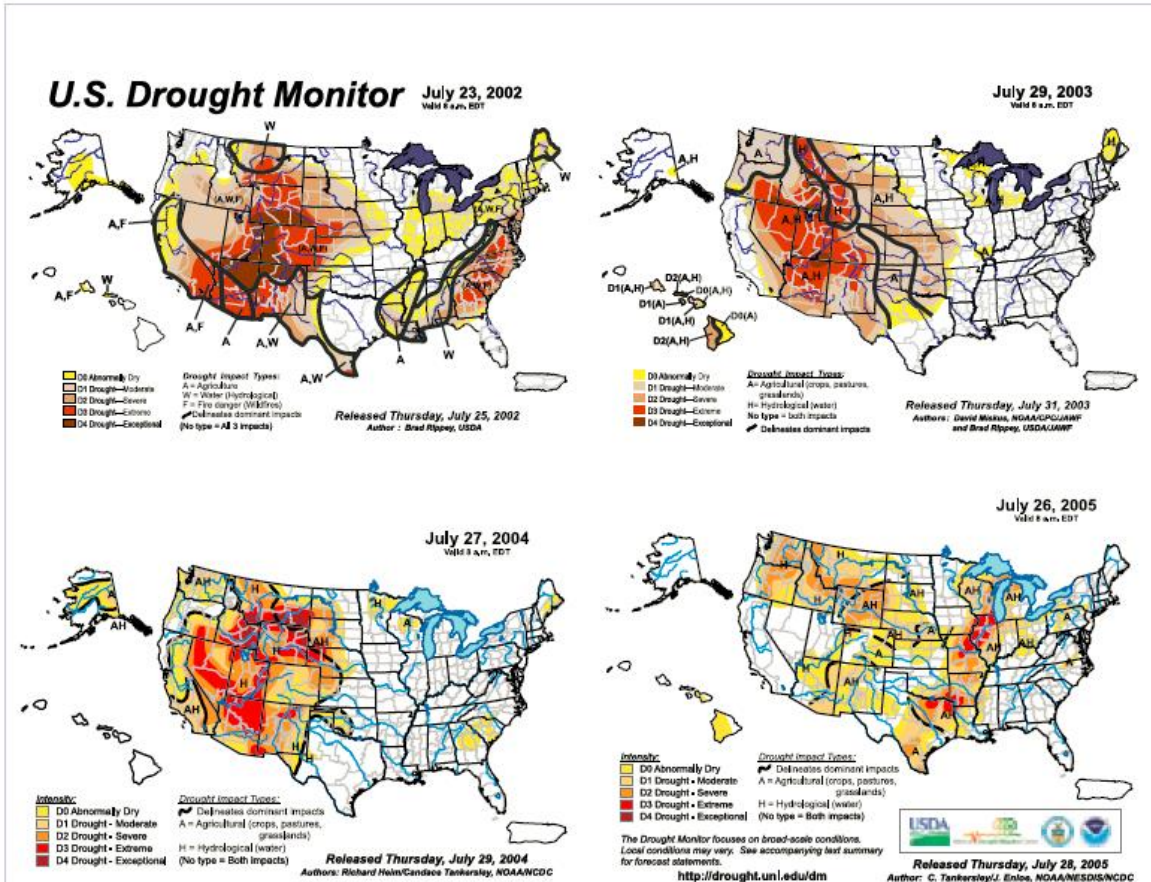 U.S. Drought Monitor
July 23, 2002
Valid 8 a.m. EDT
W
W
A,F
(A,W,F)
(A,W,F)
(A,W,F)
(A,W,F)
A,F
W
A,F
A
A,W
A,W
A
W
D0 Abnormally Dry
D1 Drought—Moderate
D2 Drought—Severe
D3 Drought—Extreme
D4 Drought—Exceptional
Drought Impact Types:
A = Agriculture
W = Water (Hydrological)
F = Fire danger (Wildfires)
Delineates dominant impacts
(No type = All 3 impacts)
Released Thursday, July 25, 2002
Author : Brad Rippey, USDA
July 29, 2003
Valid 8 a.m. EDT
A,H
A
H
H
A,H
A,H
A,H
A
A,H
H
A
H
A
D2(A,H)
D1(A,H)
D0(A,H)
D1(A)
D1(A,H)
D0(A)
D2(A,H)
D0 Abnormally Dry
D1 Drought—Moderate
D2 Drought—Severe
D3 Drought—Extreme
D4 Drought—Exceptional
Drought Impact Types:
A= Agricultural (crops, pastures,
grasslands)
H= Hydrological (water)
No type = both impacts
Delineates dominant impacts
Released Thursday, July 31, 2003
Authors: David Miskus, NOAA/CPC/JAWF
and Brad Rippey, USDA/JAWF
July 27, 2004
Valid 8 a.m. EDT
A
AH
AH
H
H
AH
H
AH
H
H
A
Intensity:
D0 Abnormally Dry
D1 Drought - Moderate
D2 Drought - Severe
D3 Drought - Extreme
D4 Drought - Exceptional
Drought Impact Types:
Delineates dominant impacts
A = Agricultural (crops, pastures,
grasslands)
H = Hydrological (water)
(No type = Both impacts)
Released Thursday, July 29, 2004
Authors: Richard Heim/Candace Tankersley, NOAA/NCDC
July 26, 2005
Valid 8 a.m. EDT
H
H
H
AH
H
AH
A
A
H
AH
AH
AH
AH
AH
A
A
A
Intensity:
D0 Abnormally Dry
D1 Drought - Moderate
D2 Drought - Severe
D3 Drought - Extreme
D4 Drought - Exceptional
Drought Impact Types:
Delineates dominant impacts
A = Agricultural (crops, pastures,
grasslands)
H = Hydrological (water)
(No type = Both impacts)
The Drought Monitor focuses on broad-scale conditions.
Local conditions may vary. See accompanying text summary
for forecast statements.
http://drought.unl.edu/dm
USDA
Released Thursday, July 28, 2005
Author: C. Tankersley/J. Enloe, NOAA/NESDIS/NCDC